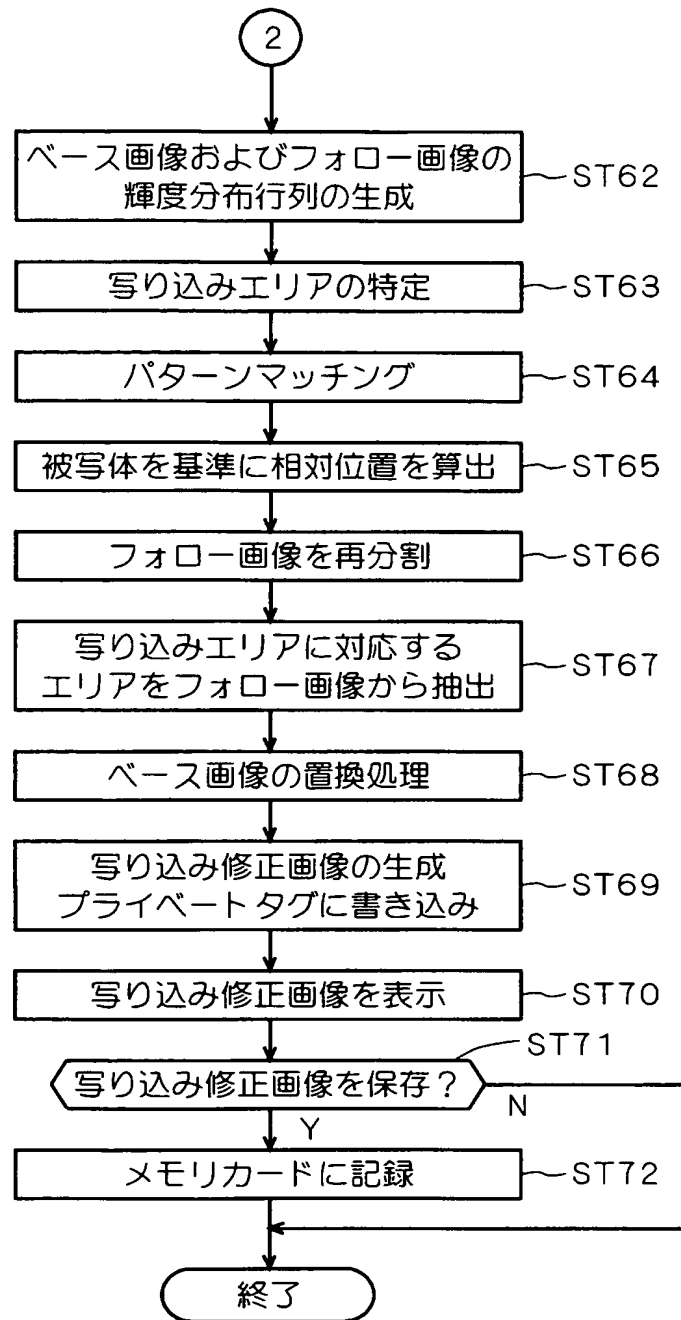 2
ベース画像およびフォロー画像の
輝度分布行列の生成
ST62
写り込みエリアの特定
ST63
パターンマッチング
ST64
被写体を基準に相対位置を算出
ST65
フォロー画像を再分割
ST66
写り込みエリアに対応する
エリアをフォロー画像から抽出
ST67
ベース画像の置換処理
ST68
写り込み修正画像の生成
プライベートタグに書き込み
ST69
写り込み修正画像を表示
ST70
ST71
写り込み修正画像を保存？
N
Y
メモリカードに記録
ST72
終了